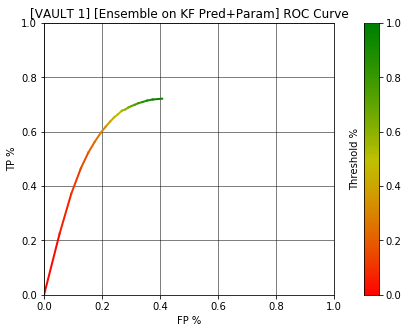 [VAULT 1] [Ensemble on KF Pred+Param] ROC Curve
1.0
0.8
0.6
0.4
0.2
0.0
TP %
0.0 0.2 0.4 0.6 0.8 1.0
FP %
1.0
0.8
0.6
0.4
0.2
0.0
Threshold %